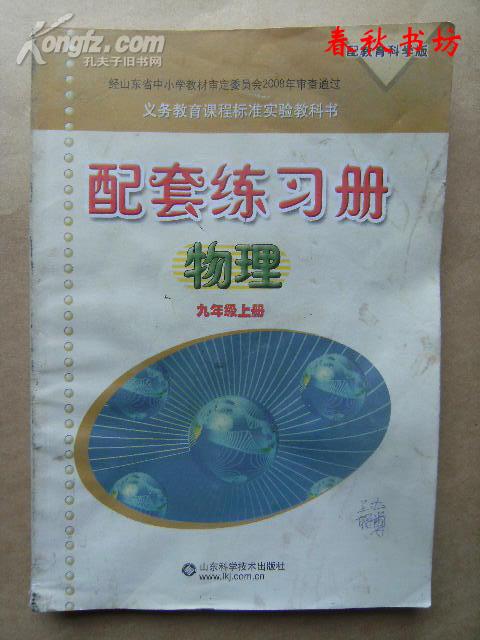 Kongfz.com
孔夫子旧书网
春秋书坊
配教育科学版
经山东省中小学教材审定委员会2008年审查通过
义务教育课程标准实验教科书
配套练习册
物理
九年级上册
山东科学技术出版社
www.lkj.com.cn